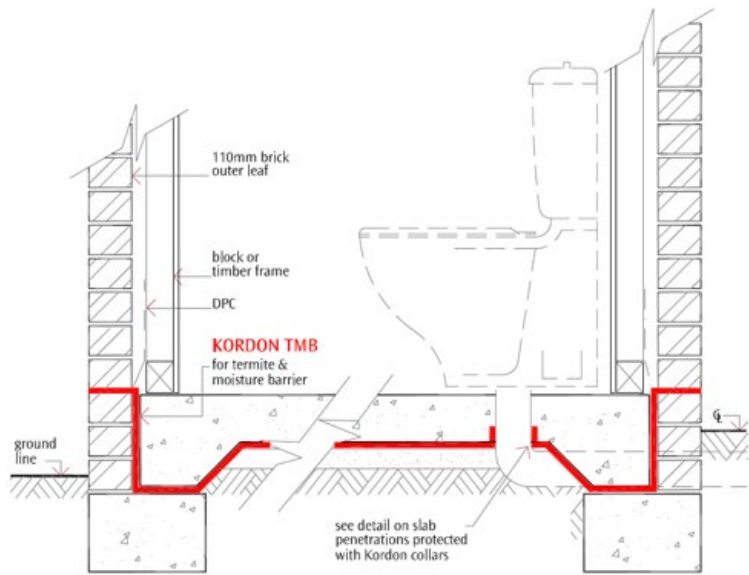 110mm brick
outer leaf
block or
timber frame
DPC
KORDON TMB
for termite &
moisture barrier
ground
line
see detail on slab
penetrations protected
with Kordon collars